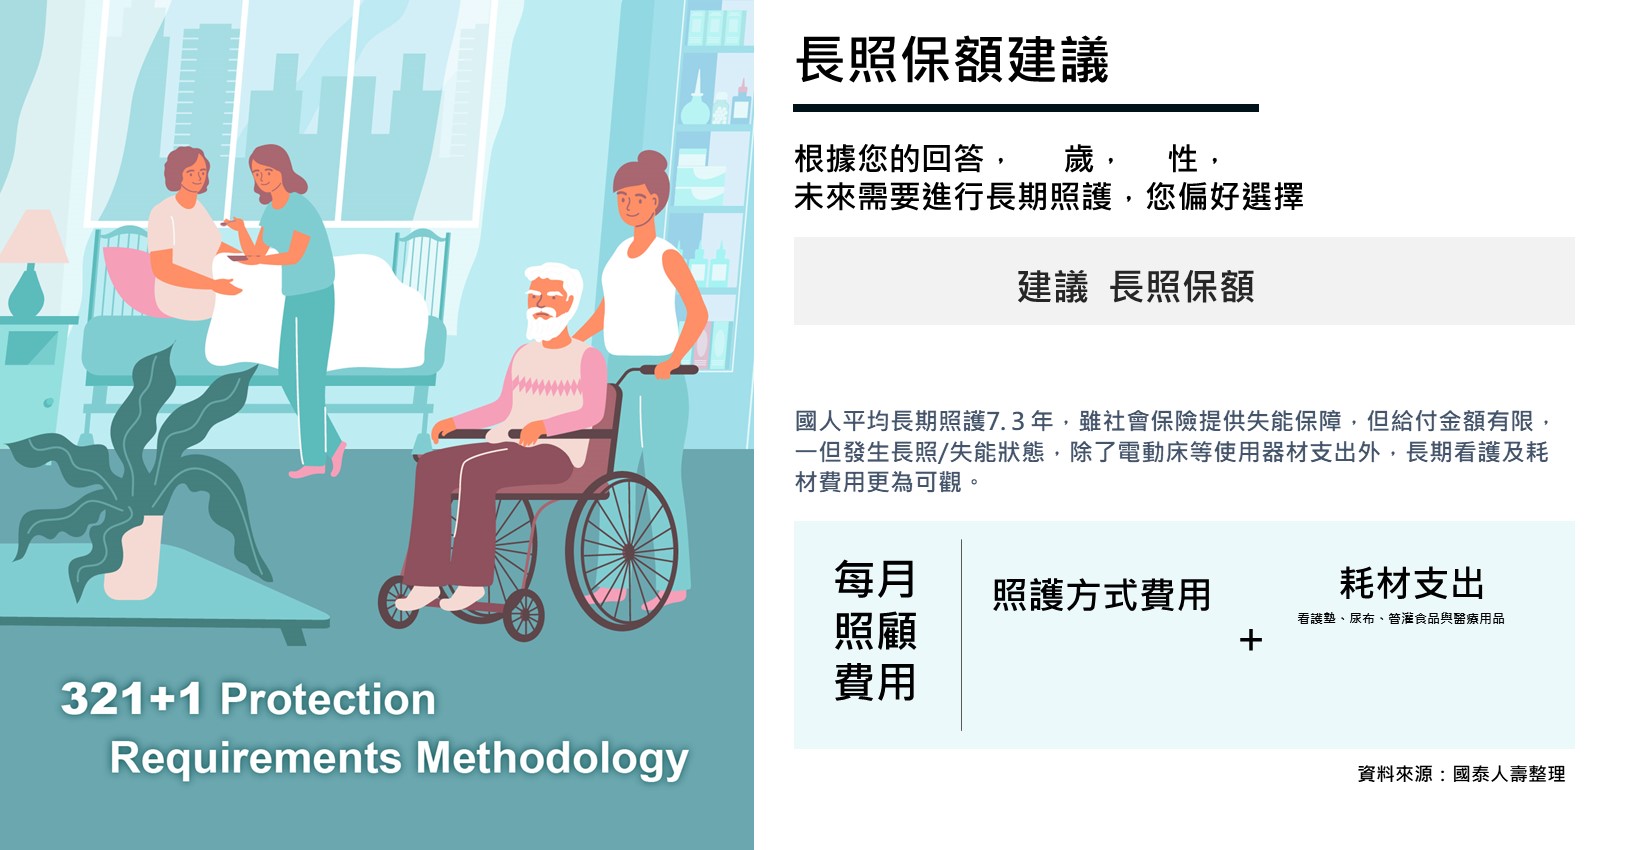 321+1 Protection
Requirements Methodology
長照保額建議
根據您的回答， 歲， 性，
未來需要進行長期照護，您偏好選擇
建議 長照保額
國人平均長期照護7.3年，雖社會保險提供失能保障，但給付金額有限，
一但發生長照/失能狀態，除了電動床等使用器材支出外，長期看護及耗
材費用更為可觀。
每月
照顧
費用
照護方式費用
+
耗材支出
看護墊、尿布、管灌食品與醫療用品
資料來源：國泰人壽整理